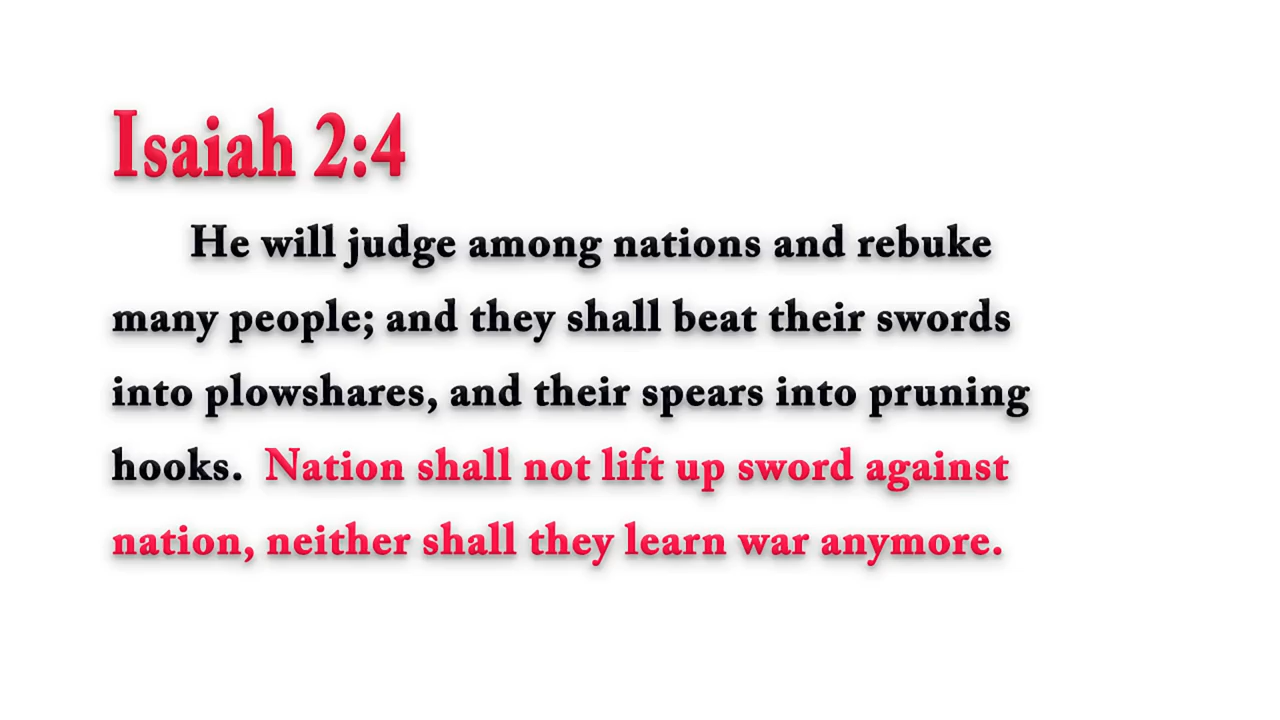 Isaiah 2:4
He will judge among nations and rebuke
many people; and they shall beat their swords
into plowshares, and their spears into pruning
hooks.  Nation shall not lift up sword against
nation, neither shall they learn war anymore.